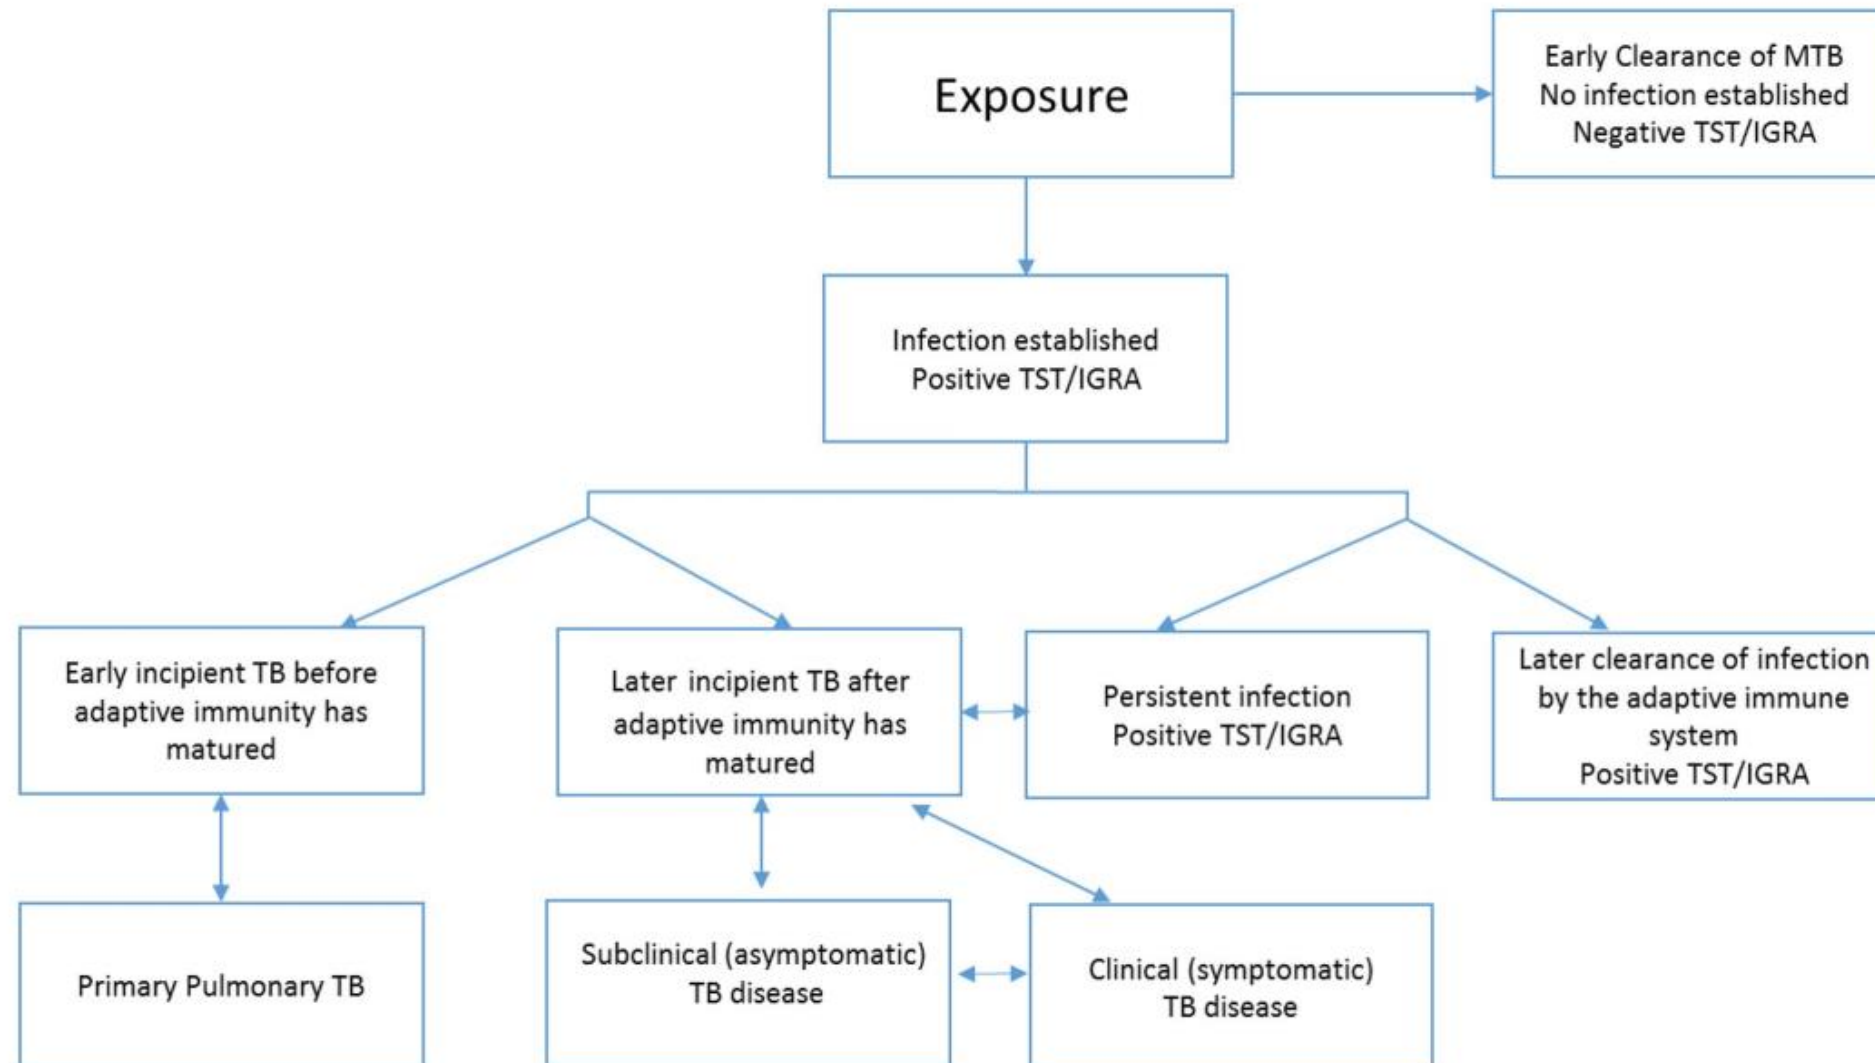 Exposure
Early Clearance of MTB
No infection established
Negative TST/IGRA
Infection established
Positive TST/IGRA
Early incipient TB before
adaptive immunity has
matured
Later incipient TB after
adaptive immunity has
matured
Persistent infection
Positive TST/IGRA
Later clearance of infection
by the adaptive immune
system
Positive TST/IGRA
Primary Pulmonary TB
Subclinical (asymptomatic)
TB disease
Clinical (symptomatic)
TB disease